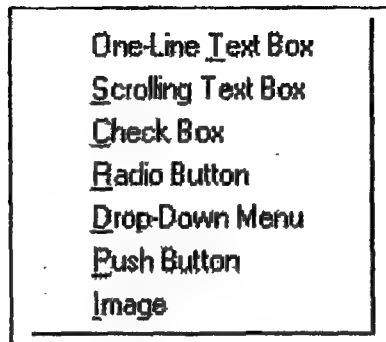 One-Line Text Box
Scrolling Text Box
Check Box
Radio Button
Drop-Down Menu
Push Button
Image